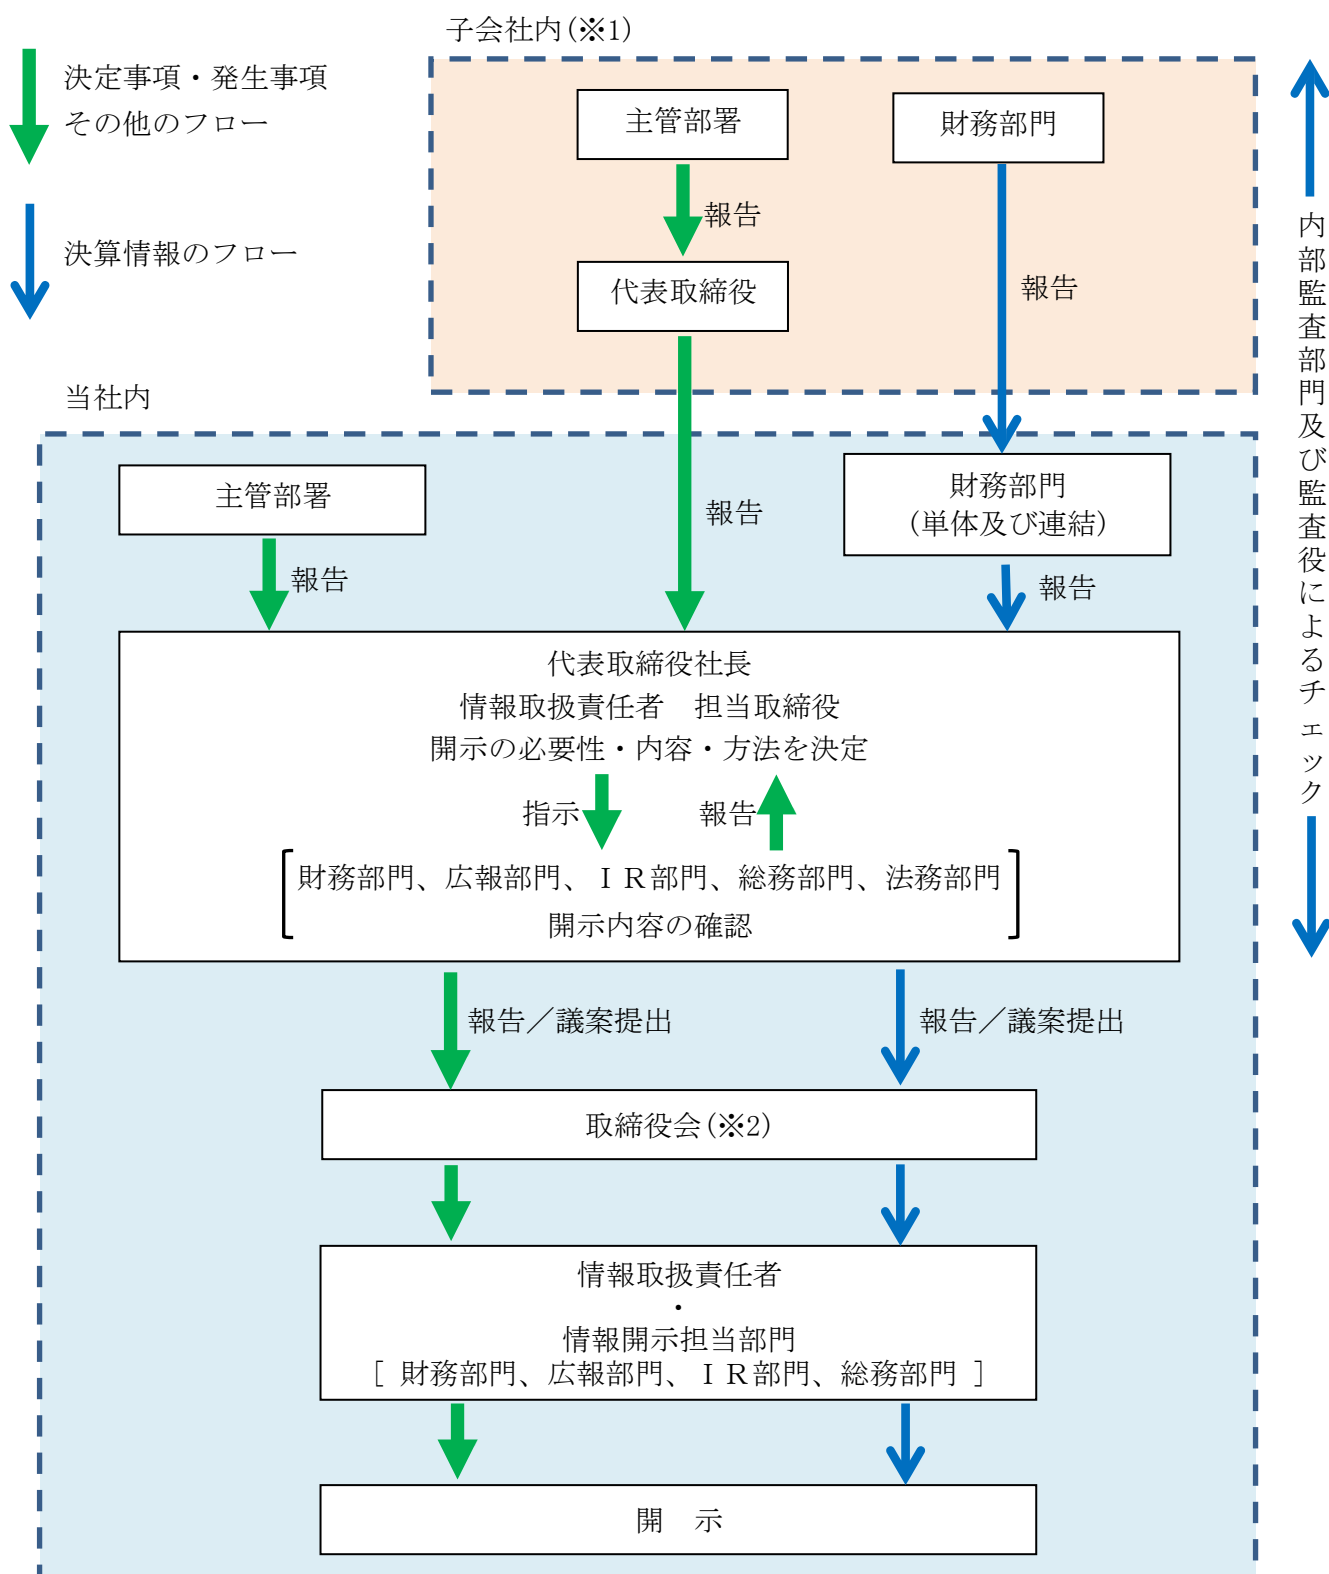 子会社内(※1)
決定事項・発生事項
その他のフロー
決算情報のフロー
主管部署
財務部門
報告
代表取締役
報告
内部監査部門及び監査役によるチェック
当社内
主管部署
報告
報告
財務部門
(単体及び連結)
報告
代表取締役社長
情報取扱責任者　担当取締役
開示の必要性・内容・方法を決定
指示
報告
財務部門、広報部門、ＩＲ部門、総務部門、法務部門
開示内容の確認
報告／議案提出
報告／議案提出
取締役会(※2)
情報取扱責任者
・
情報開示担当部門
[ 財務部門、広報部門、ＩＲ部門、総務部門 ]
開　示